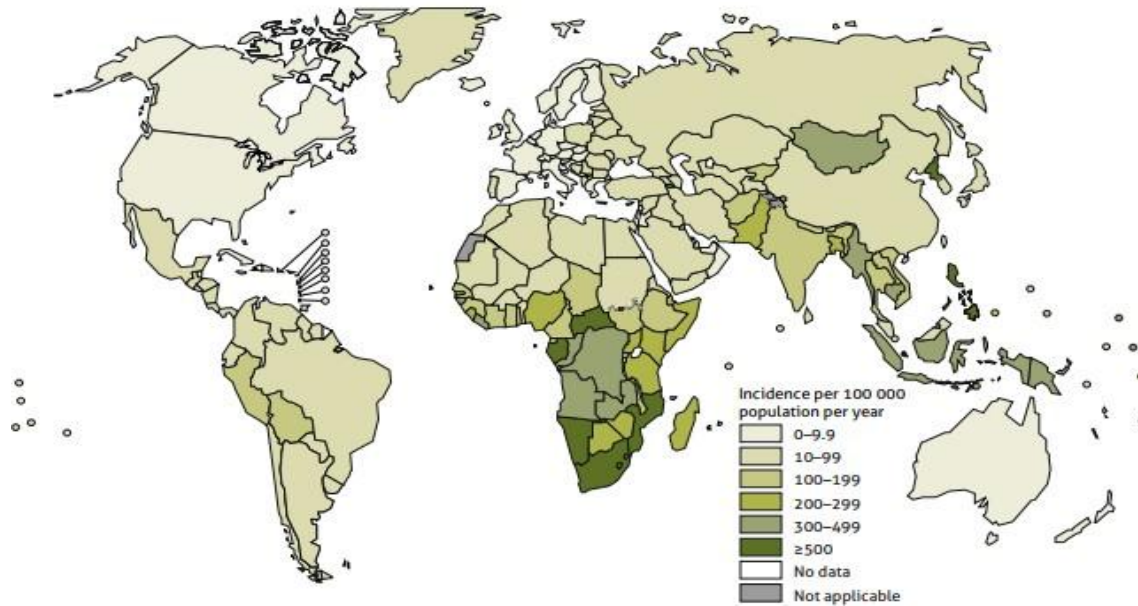 Incidence per 100 000
population per year
0–9.9
10–99
100–199
200–299
300–499
≥500
No data
Not applicable